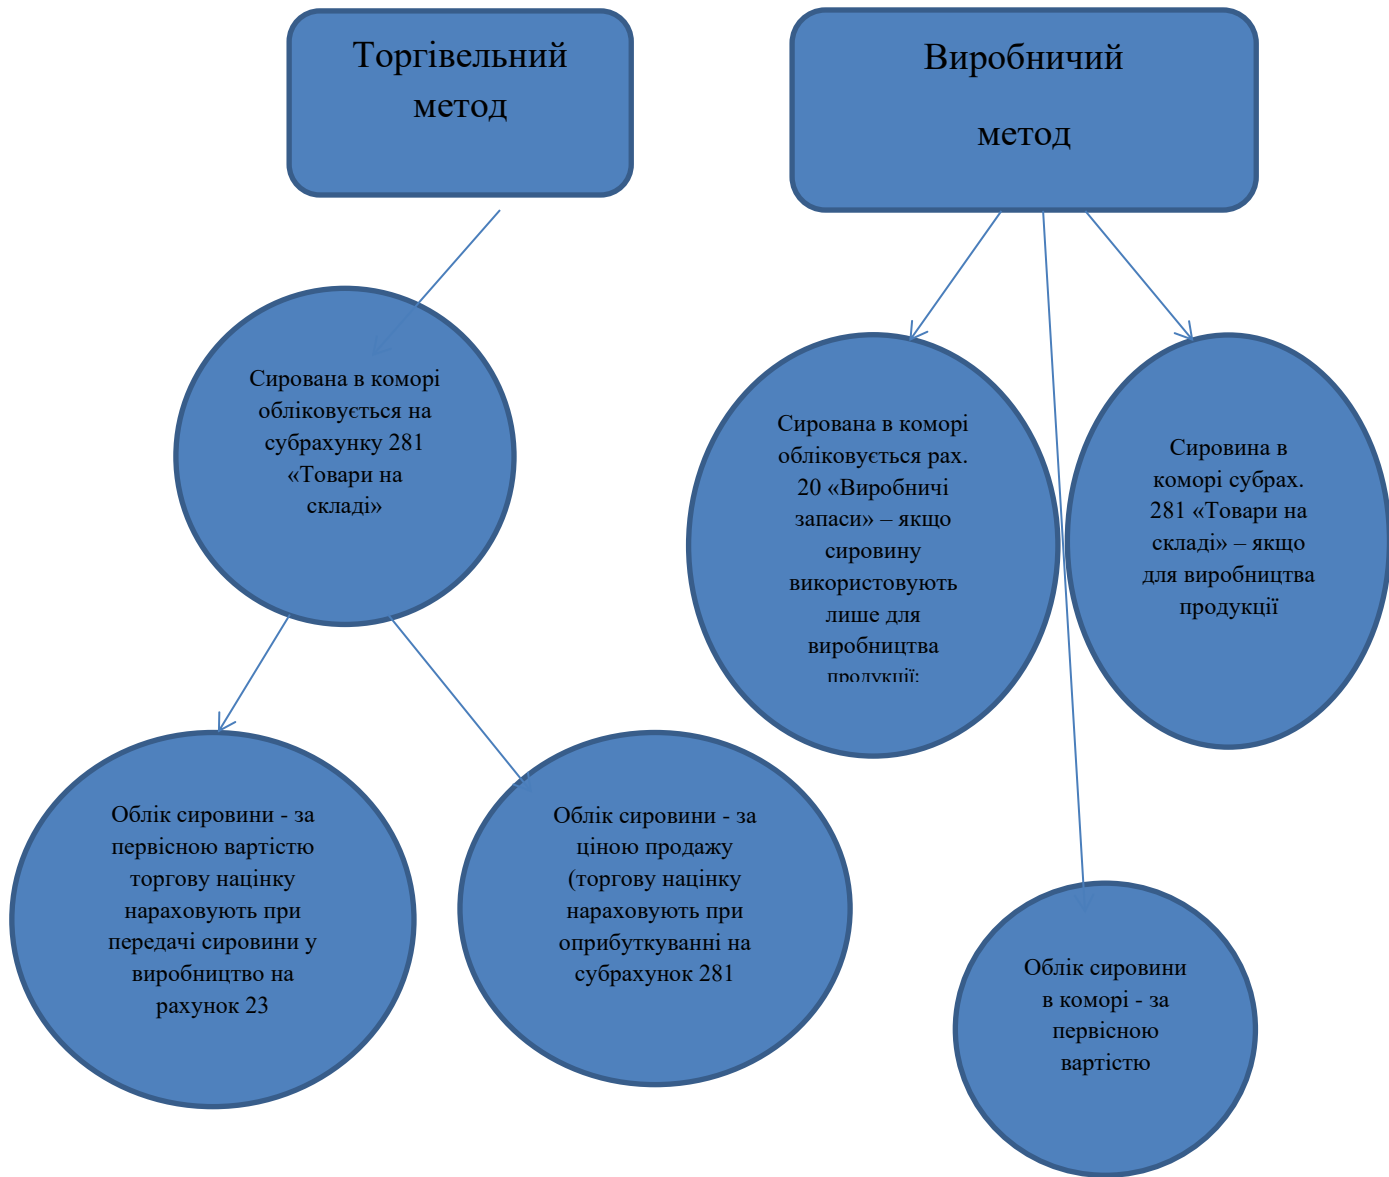 Торгівельний
метод
Виробничий
метод
Сирована в коморі
обліковується на
субрахунку 281
«Товари на
складі»
Сирована в коморі
обліковується рах.
20 «Виробничі
запаси» – якщо
сировину
використовують
лише для
виробництва
продукції;
Сировина в
коморі субрах.
281 «Товари на
складі» – якщо
для виробництва
продукції
Облік сировини - за
первісною вартістю
торгову націнку
нараховують при
передачі сировини у
виробництво на
рахунок 23
Облік сировини - за
ціною продажу
(торгову націнку
нараховують при
оприбуткуванні на
субрахунок 281
Облік сировини
в коморі - за
первісною
вартістю